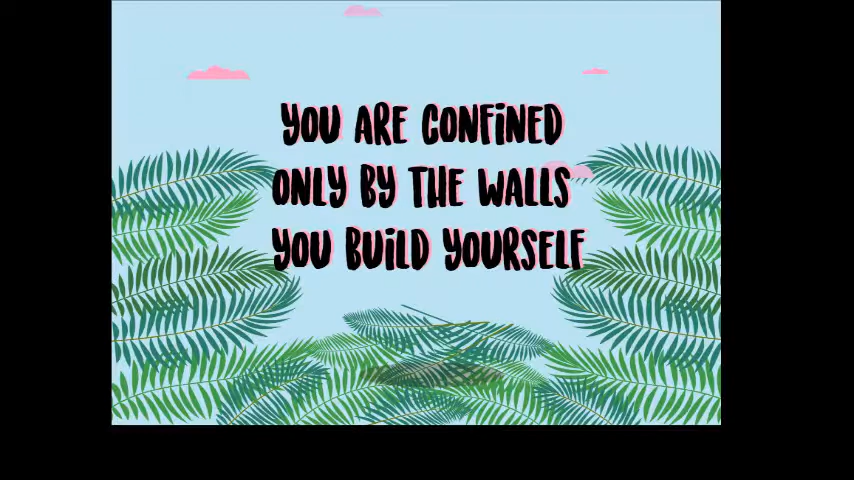 YOU ARE CONFiNED
ONLY BY THE WALLS
YOU BUiLD YOURSELF